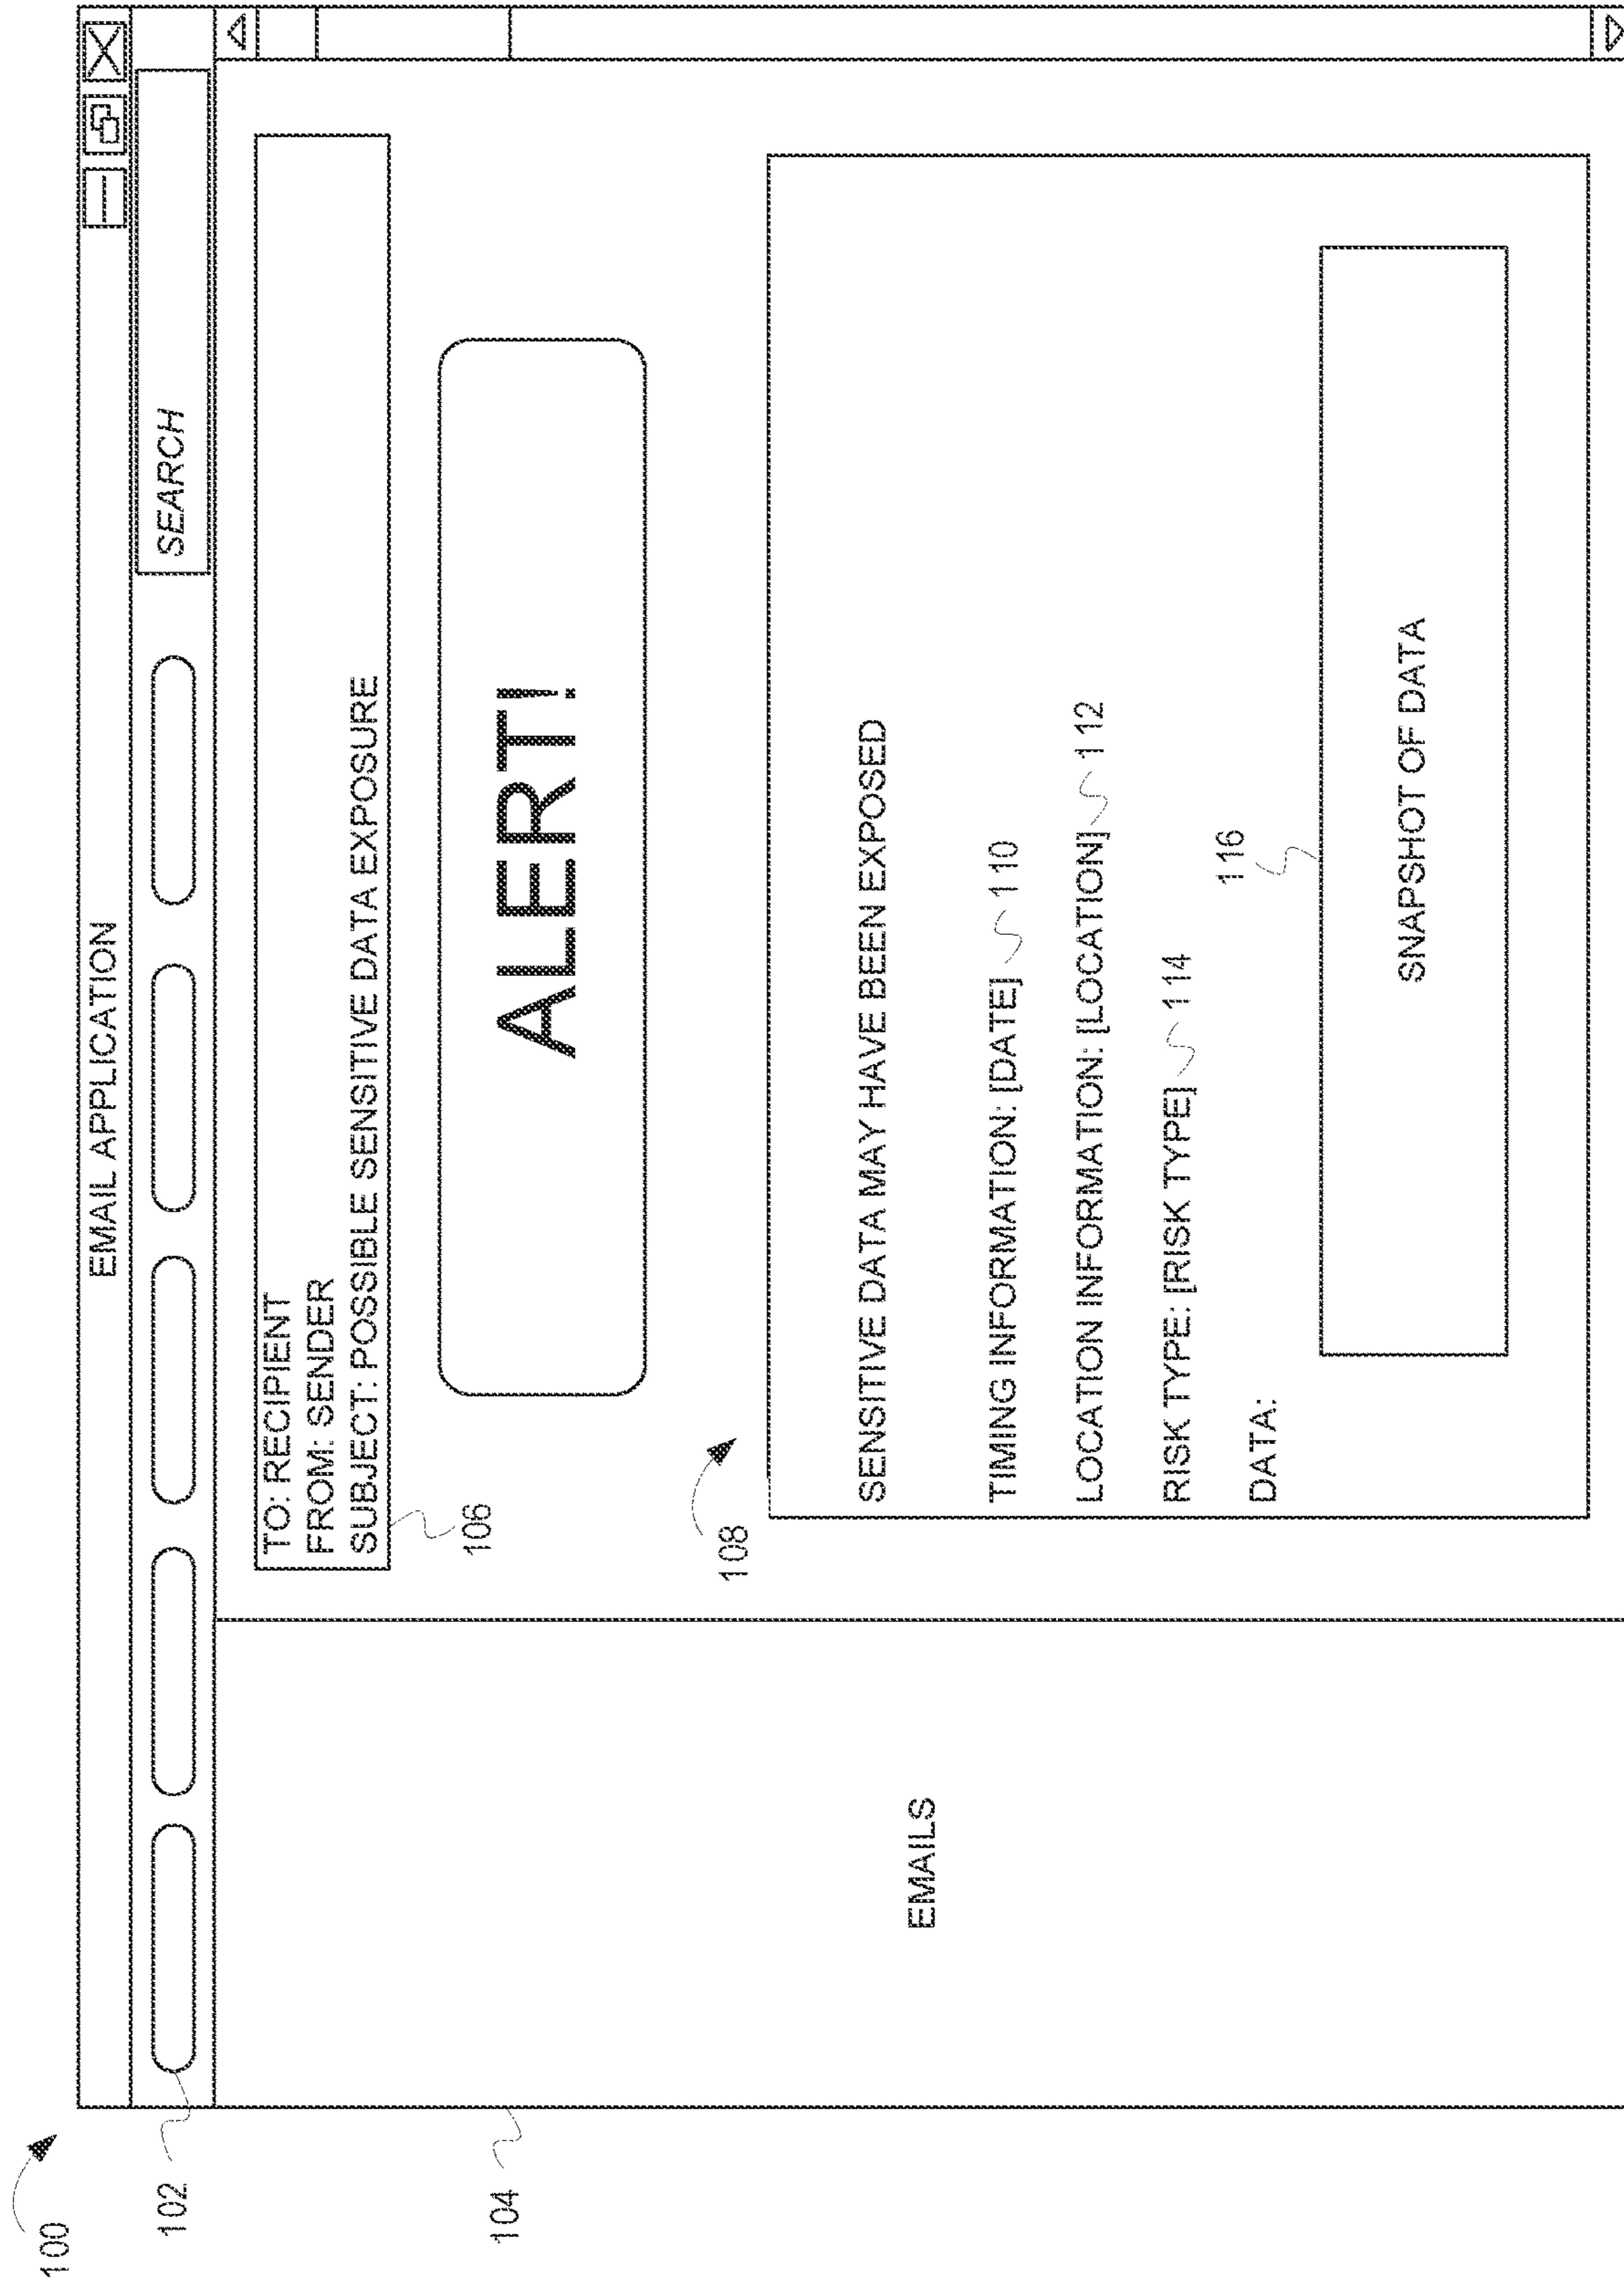 100
EMAIL APPLICATION
102
SEARCH
104
EMAILS
TO: RECIPIENT
FROM: SENDER
SUBJECT: POSSIBLE SENSITIVE DATA EXPOSURE
106
ALERT!
108
SENSITIVE DATA MAY HAVE BEEN EXPOSED
TIMING INFORMATION: [DATE] 110
LOCATION INFORMATION: [LOCATION] 112
RISK TYPE: [RISK TYPE] 114
DATA:
116
SNAPSHOT OF DATA